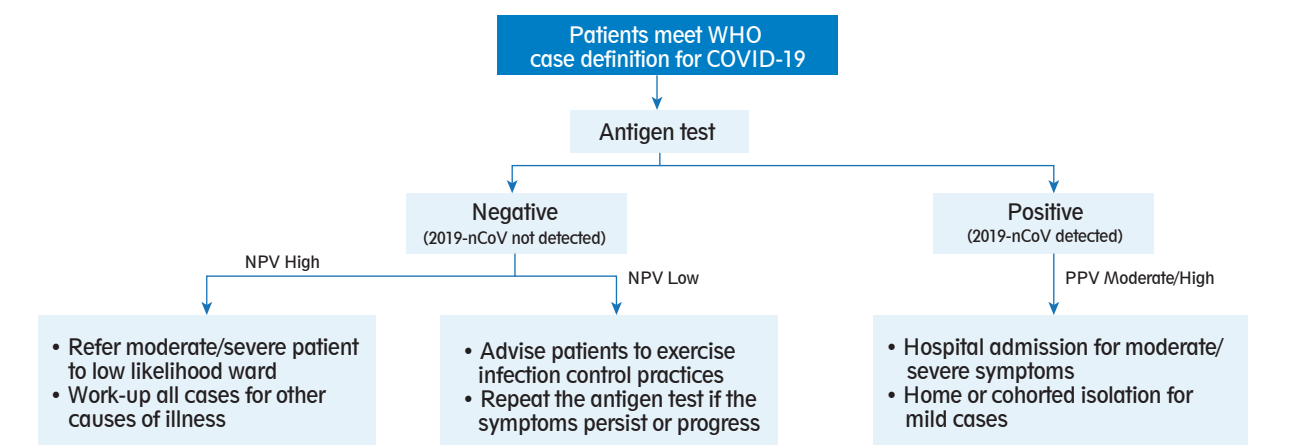 Patients meet WHO
case definition for COVID-19
Antigen test
Negative
(2019-nCoV not detected)
Positive
(2019-nCoV detected)
NPV High
NPV Low
PPV Moderate/High
• Refer moderate/severe patient
to low likelihood ward
• Work-up all cases for other
causes of illness
• Advise patients to exercise
infection control practices
• Repeat the antigen test if the
symptoms persist or progress
• Hospital admission for moderate/
severe symptoms
• Home or cohorted isolation for
mild cases